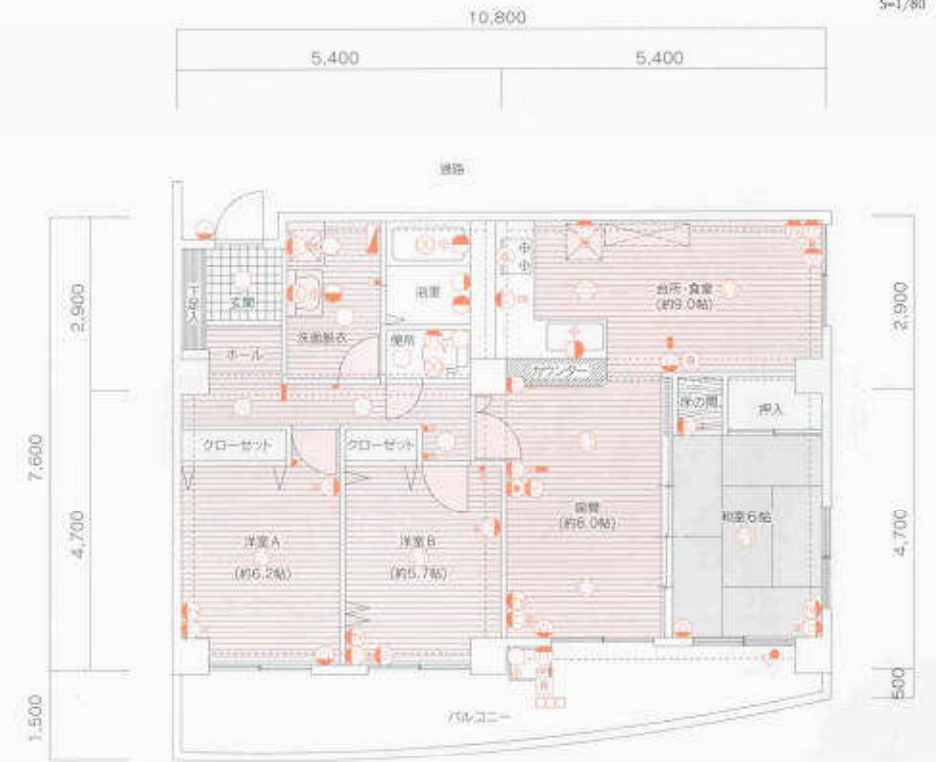 S=1/80
10,800
5,400
5,400
通路
2,900
2,900
下足入
玄関
ホール
洗面脱衣
浴室
便所
台所・食室
(約9.0帖)
カウンター
床の間
押入
クローゼット
クローゼット
7,600
4,700
4,700
洋室A
(約6.2帖)
洋室B
(約5.7帖)
居間
(約8.0帖)
和室6帖
1,500
500
バルコニー